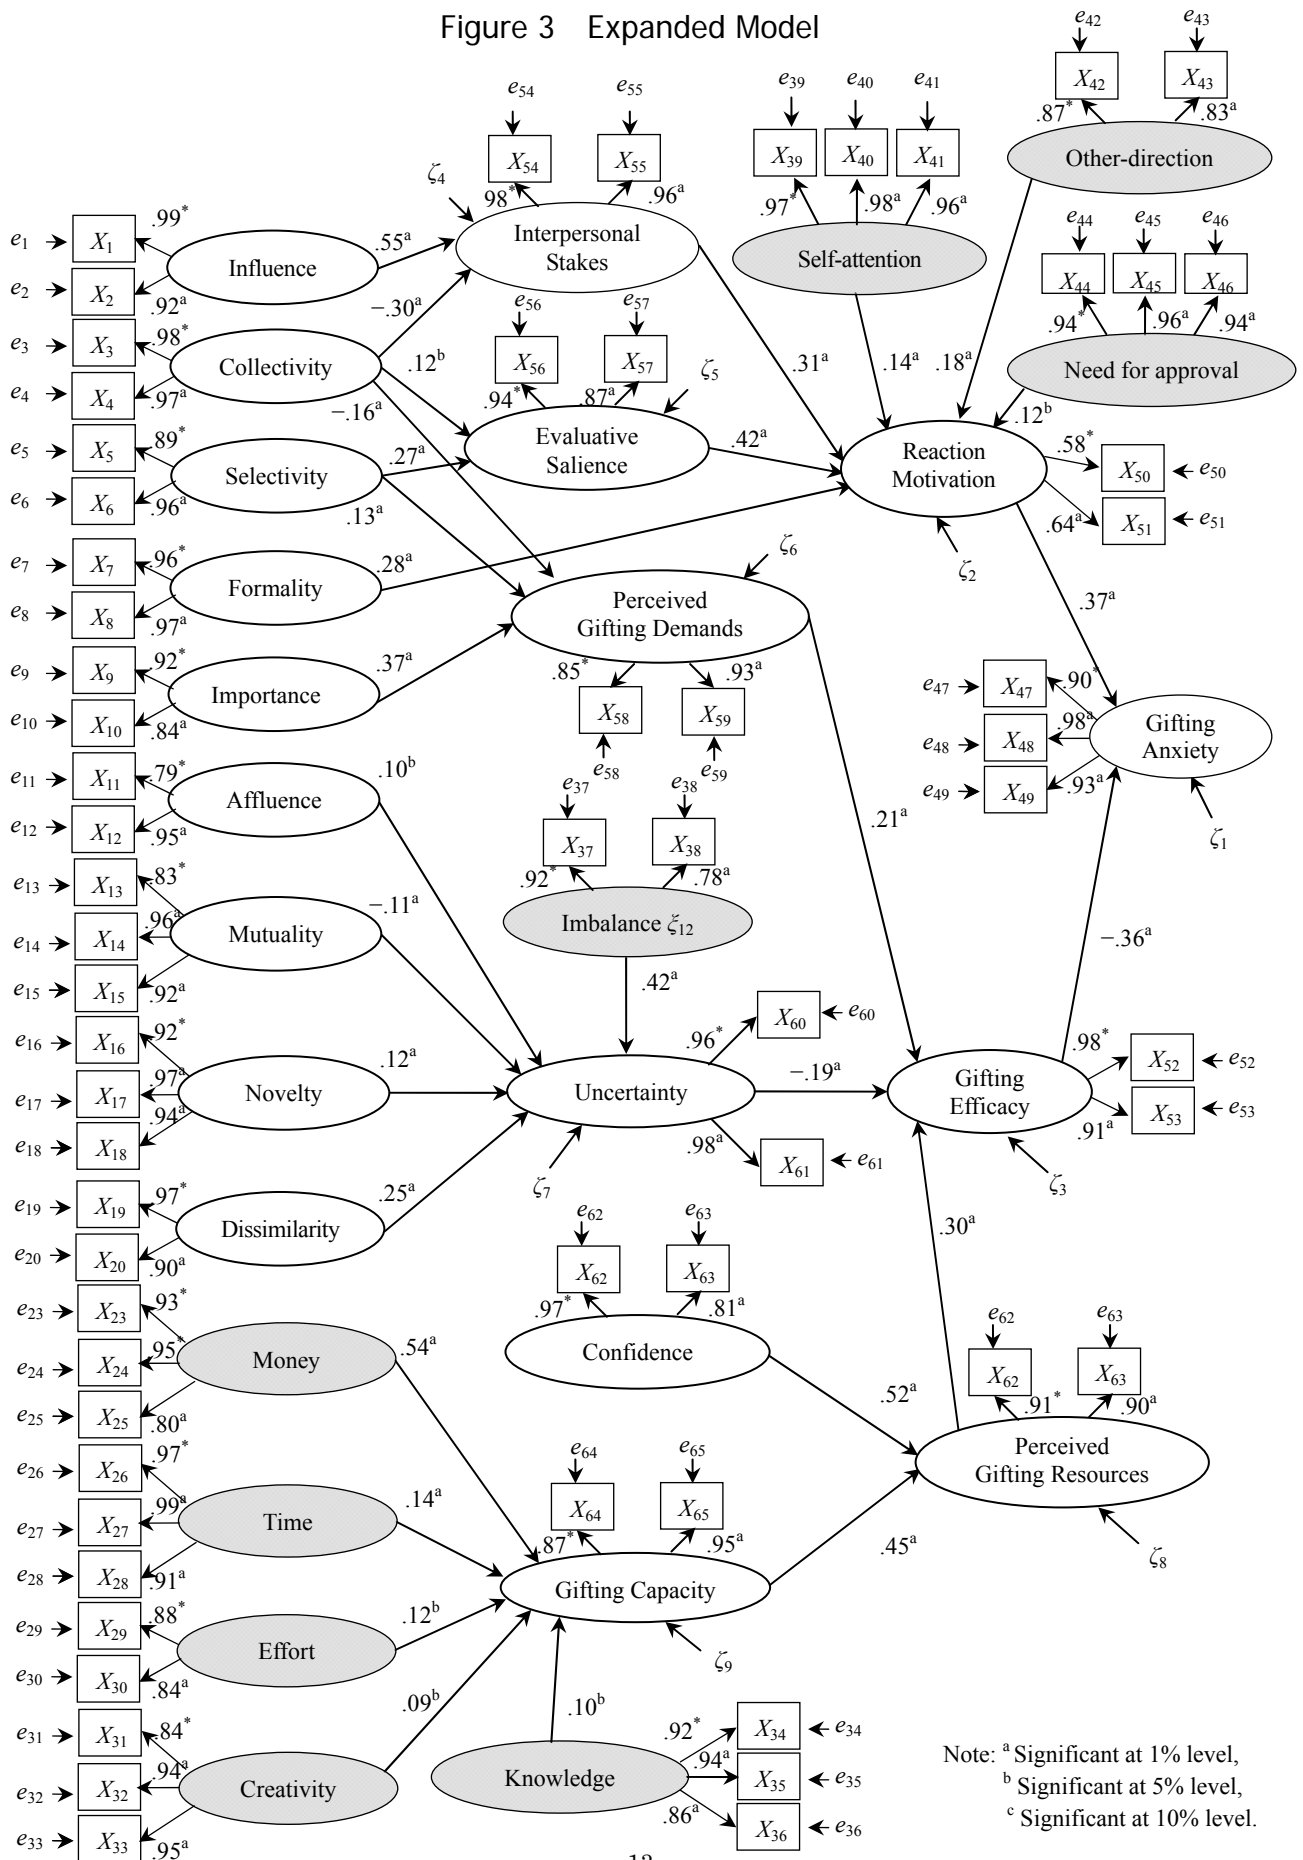 Figure 3 Expanded Model
e42 e43
X42 X43
.87* .83a
Other-direction
e39 e40 e41
X39 X40 X41
.97* .98a .96a
Self-attention
e54 e55
X54 X55
ζ4 .98* .96a
Interpersonal
Stakes
e44 e45 e46
X44 X45 X46
.94* .96a .94a
Need for approval
e1 X1 .99*
e2 X2 .92a
Influence
.55a
e3 X3 .98*
e4 X4 .97a
Collectivity
−.30a
.12b
−.16a
e56 e57
X56 X57
.94* .87a
ζ5
Evaluative
Salience
.31a
.14a
.18a
.12b
.42a
Reaction
Motivation
.58* X50 e50
.64a X51 e51
ζ2
e5 X5 .89*
e6 X6 .96a
Selectivity
.27a
.13a
e7 X7 .96*
e8 X8 .97a
Formality
.28a
ζ6
Perceived
Gifting Demands
.85* .93a
X58 X59
e58 e59
.37a
e9 X9 .92*
e10 X10 .84a
Importance
.37a
e47 X47 .90*
e48 X48 .98a
e49 X49 .93a
Gifting
Anxiety
ζ1
e11 X11 .79*
e12 X12 .95a
Affluence
.10b
e37 e38
X37 X38
.92* .78a
Imbalance ξ12
.21a
e13 X13 .83*
e14 X14 .96a
e15 X15 .92a
Mutuality
−.11a
.42a
−.36a
e16 X16 .92*
e17 X17 .97a
e18 X18 .94a
Novelty
.12a
Uncertainty
.96* X60 e60
.98a X61 e61
ζ7
−.19a
Gifting
Efficacy
.98* X52 e52
.91a X53 e53
ζ3
e19 X19 .97*
e20 X20 .90a
Dissimilarity
.25a
e62 e63
X62 X63
.97* .81a
Confidence
.30a
.52a
e23 X23 .93*
e24 X24 .95*
e25 X25 .80a
Money
.54a
e62 e63
X62 X63
.91* .90a
Perceived
Gifting Resources
ζ8
e26 X26 .97*
e27 X27 .99a
e28 X28 .91a
Time
.14a
e64 e65
X64 X65
.87* .95a
Gifting Capacity
ζ9
.45a
e29 X29 .88*
e30 X30 .84a
Effort
.12b
e31 X31 .84*
e32 X32 .94a
e33 X33 .95a
Creativity
.09b
.10b
Knowledge
.92* X34 e34
.94a X35 e35
.86a X36 e36
Note: a Significant at 1% level,
b Significant at 5% level,
c Significant at 10% level.